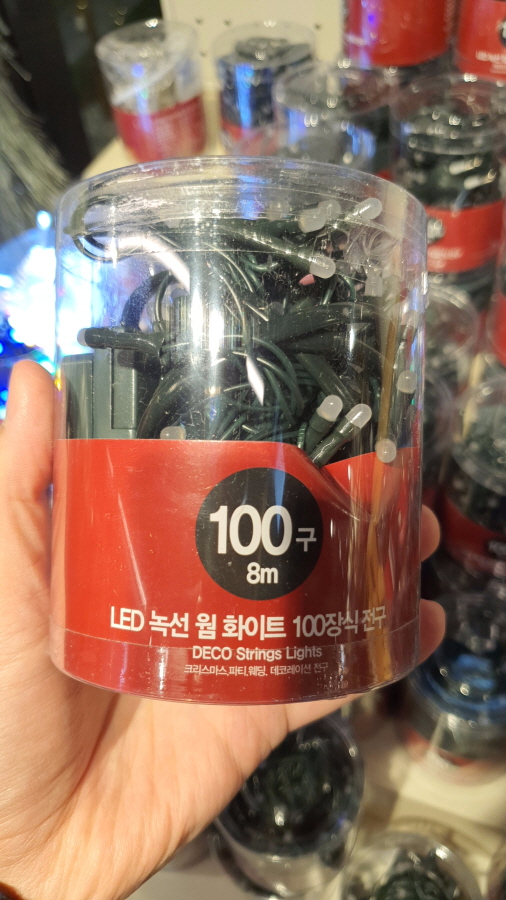 100구
8m
LED 녹선 웜 화이트 100장식 전구
DECO Strings Lights
크리스마스,파티,웨딩, 데코레이션 전구